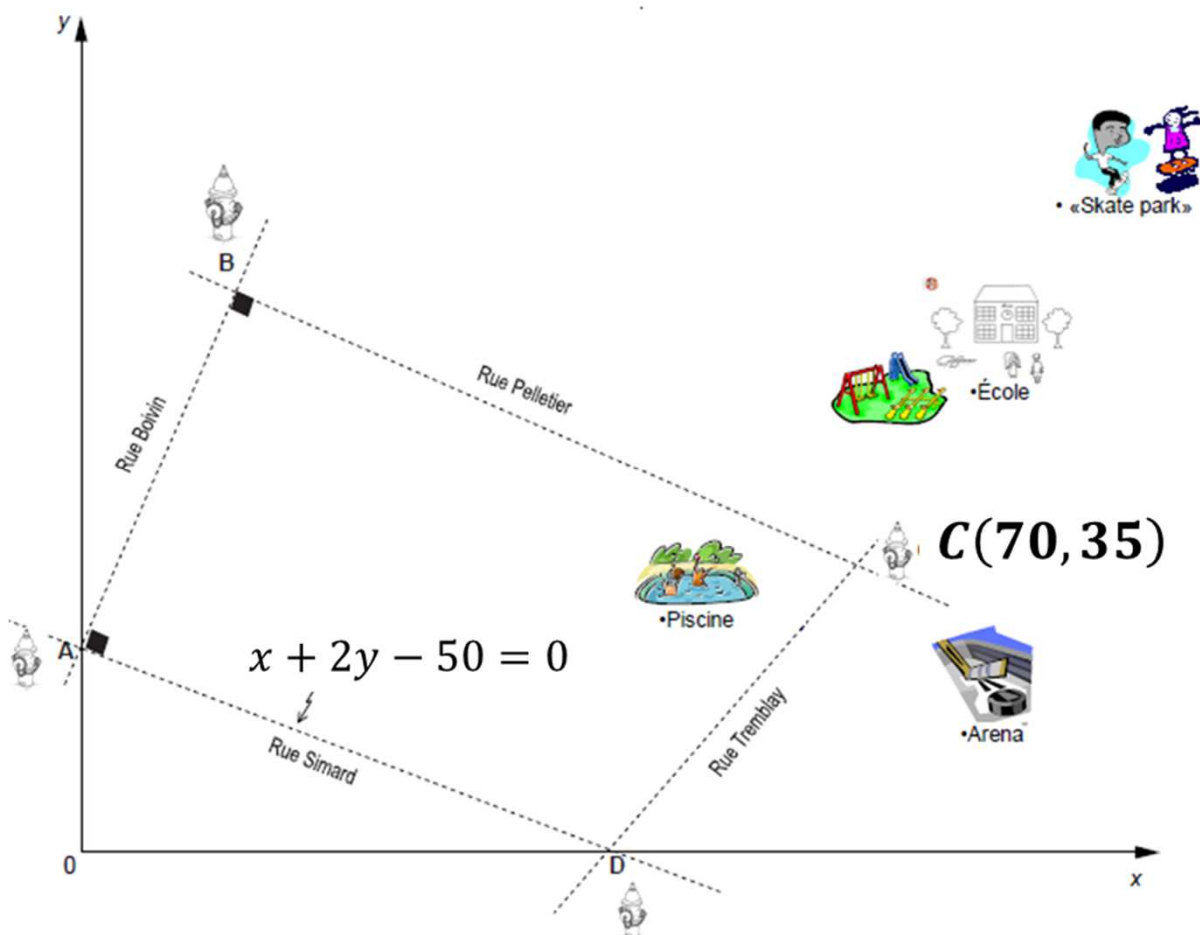 y
• «Skate park»
B
Rue Pelletier
•École
Rue Boivin
C(70,35)
•Piscine
A
x + 2y − 50 = 0
Rue Tremblay
•Arena
Rue Simard
0
D
x